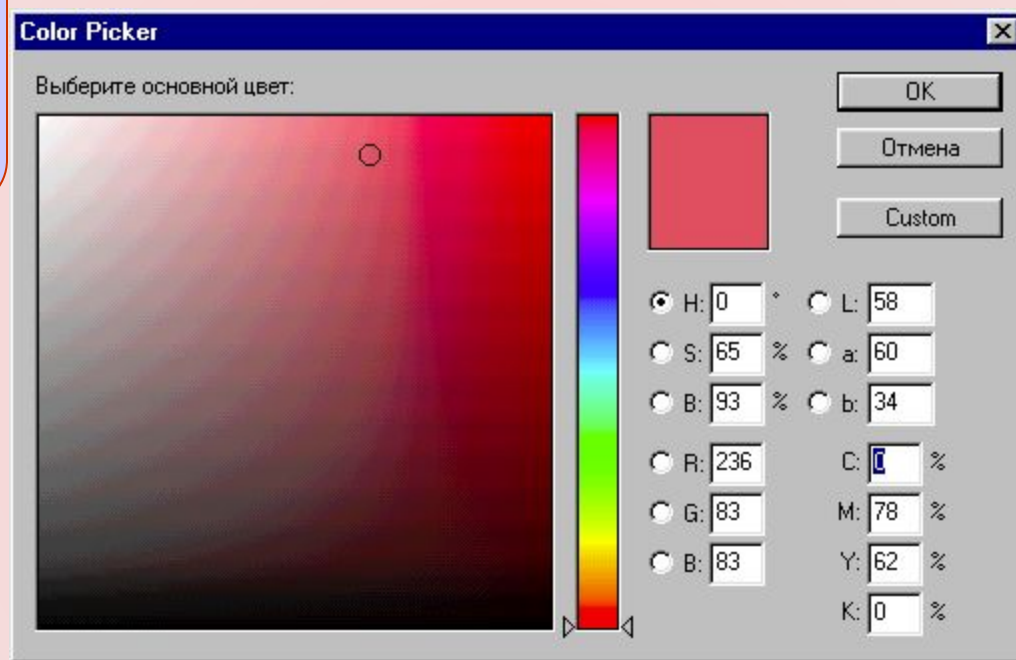 Color Picker
Выберите основной цвет:
OK
Отмена
Custom
H: 0 °
S: 65 %
B: 93 %
R: 236
G: 83
B: 83
L: 58
a: 60
b: 34
C: 0 %
M: 78 %
Y: 62 %
K: 0 %